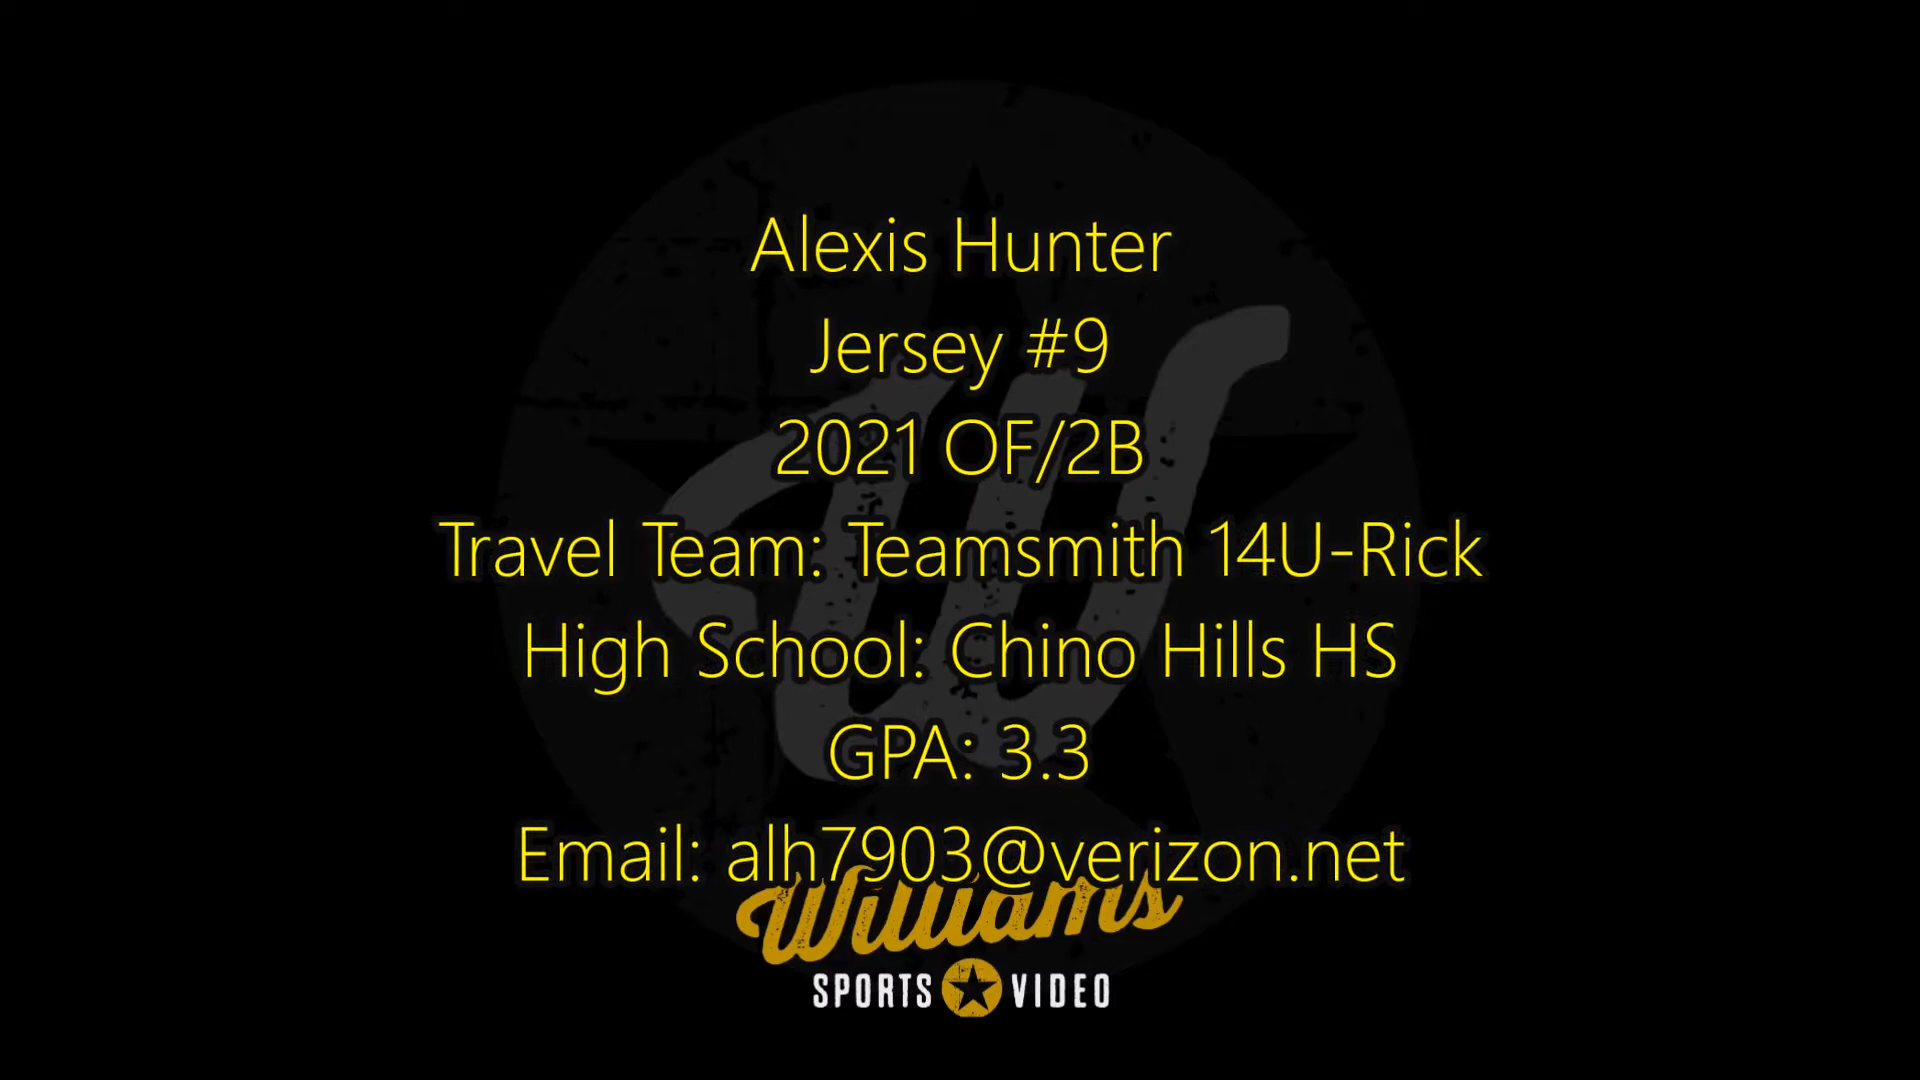 Alexis Hunter
Jersey #9
2021 OF/2B
Travel Team: Teamsmith 14U-Rick
High School: Chino Hills HS
GPA: 3.3
Email: alh7903@verizon.net
Williams
SPORTS VIDEO